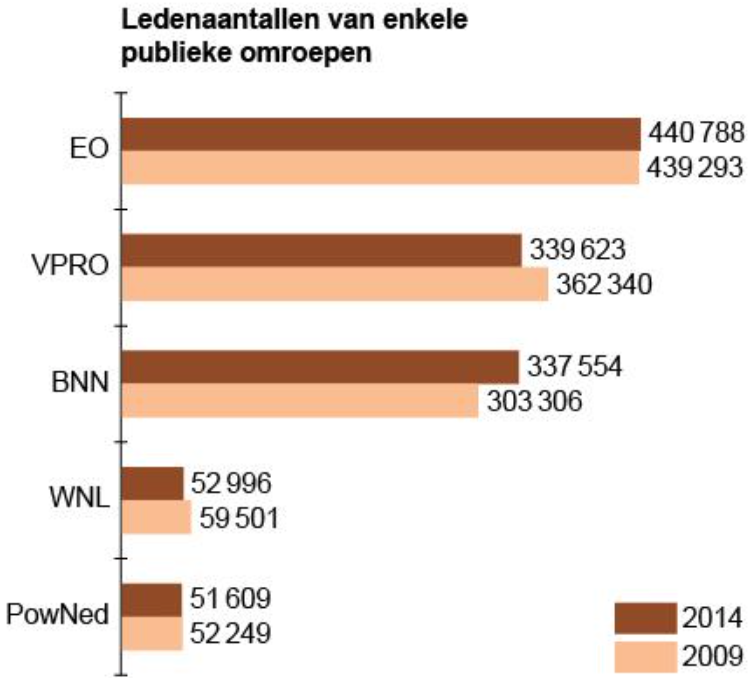 Ledenaantallen van enkele
publieke omroepen
EO
440 788
439 293
VPRO
339 623
362 340
BNN
337 554
303 306
WNL
52 996
59 501
PowNed
51 609
52 249
2014
2009